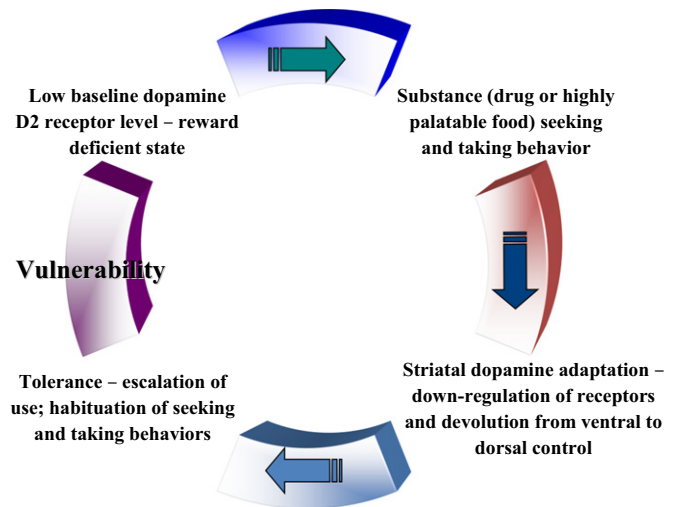 Low baseline dopamine
D2 receptor level – reward
deficient state
Substance (drug or highly
palatable food) seeking
and taking behavior
Vulnerability
Tolerance – escalation of
use; habituation of seeking
and taking behaviors
Striatal dopamine adaptation –
down-regulation of receptors
and devolution from ventral to
dorsal control